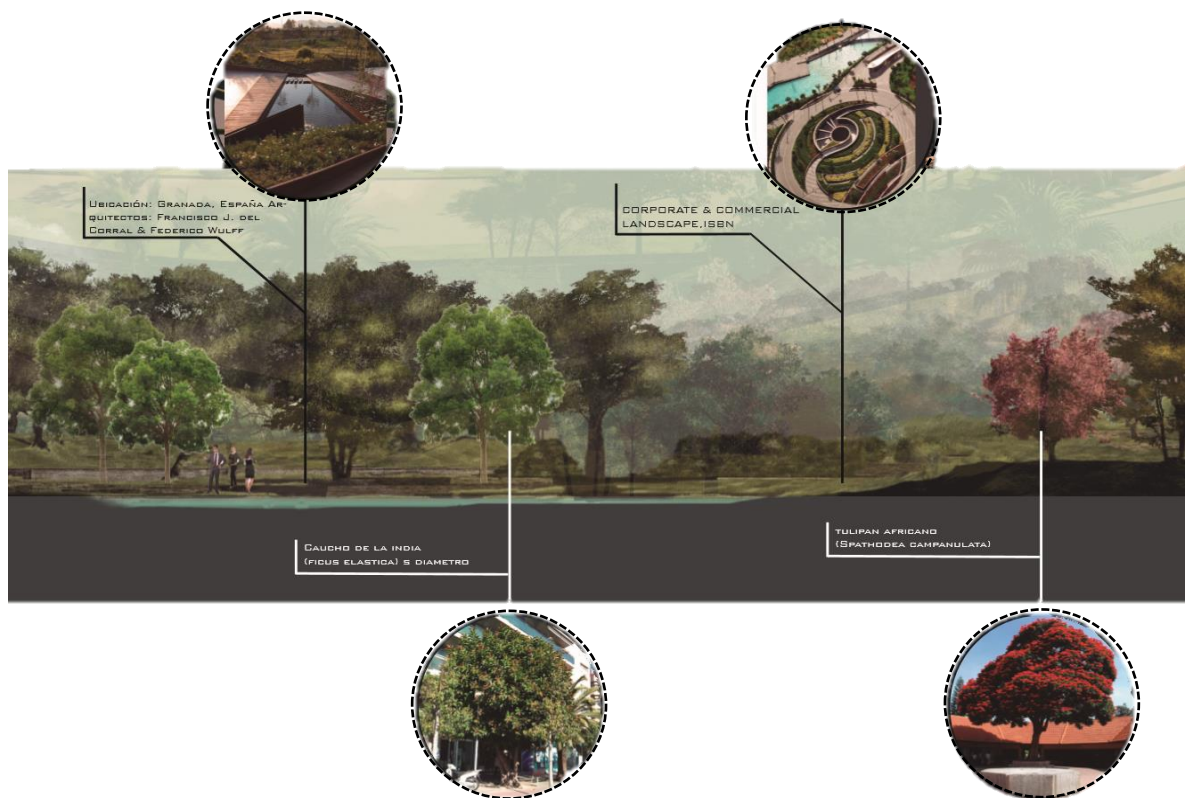 Ubicación: Granada, España Ar-
quitectos: Francisco J. del
Corral & Federico Wulff
CORPORATE & COMMERCIAL
LANDSCAPE,ISBN
Caucho de la india
(ficus elastica) 5 diametro
tulipan africano
(Spathodea campanulata)